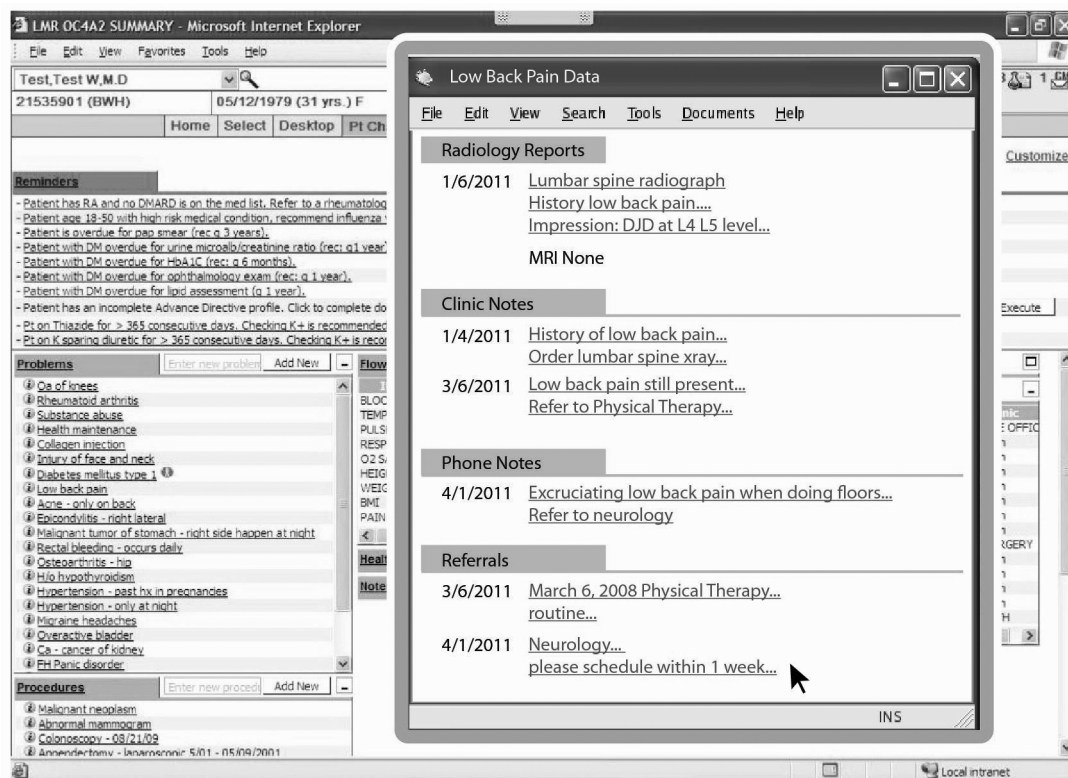 LMR OC4A2 SUMMARY - Microsoft Internet Explorer
File Edit View Favorites Tools Help
Test,Test W,M.D
21535901 (BWH) 05/12/1979 (31 yrs.) F
Home Select Desktop Pt Ch
Customize
Reminders
- Patient has RA and no DMARD is on the med list. Refer to a rheumatolog
- Patient age 18-50 with high risk medical condition, recommend influenza
- Patient is overdue for pap smear (rec q 3 years).
- Patient with DM overdue for urine microalb/creatinine ratio (rec: q1 year)
- Patient with DM overdue for HbA1C (rec: q 6 months).
- Patient with DM overdue for ophthalmology exam (rec: q 1 year).
- Patient with DM overdue for lipid assessment (q 1 year).
- Patient has an incomplete Advance Directive profile. Click to complete do
- Pt on Thiazide for > 365 consecutive days. Checking K+ is recommended
- Pt on K sparing diuretic for > 365 consecutive days. Checking K+ is recor
Execute
Problems Enter new problem Add New
Oa of knees
Rheumatoid arthritis
Substance abuse
Health maintenance
Collagen injection
Injury of face and neck
Diabetes mellitus type 1
Low back pain
Acne - only on back
Epicondylitis - right lateral
Malignant tumor of stomach - right side happen at night
Rectal bleeding - occurs daily
Osteoarthritis - hip
H/o hypothyroidism
Hypertension - past hx in pregnancies
Hypertension - only at night
Migraine headaches
Overactive bladder
Ca - cancer of kidney
FH Panic disorder
Procedures Enter new procedu Add New
Malignant neoplasm
Abnormal mammogram
Colonoscopy - 08/21/09
Appendectomy - laparoscopic 5/01 - 05/09/2001
Flow
BLOC
TEMP
PULS
RESP
O2 SA
HEIG
WEIG
BMI
PAIN
Healt
Note
Low Back Pain Data
File Edit View Search Tools Documents Help
Radiology Reports
1/6/2011 Lumbar spine radiograph
History low back pain....
Impression: DJD at L4 L5 level...
MRI None
Clinic Notes
1/4/2011 History of low back pain...
Order lumbar spine xray...
3/6/2011 Low back pain still present...
Refer to Physical Therapy...
Phone Notes
4/1/2011 Excruciating low back pain when doing floors...
Refer to neurology
Referrals
3/6/2011 March 6, 2008 Physical Therapy...
routine...
4/1/2011 Neurology...
please schedule within 1 week...
INS
nic
E OFFIC
RGERY
H
Local intranet